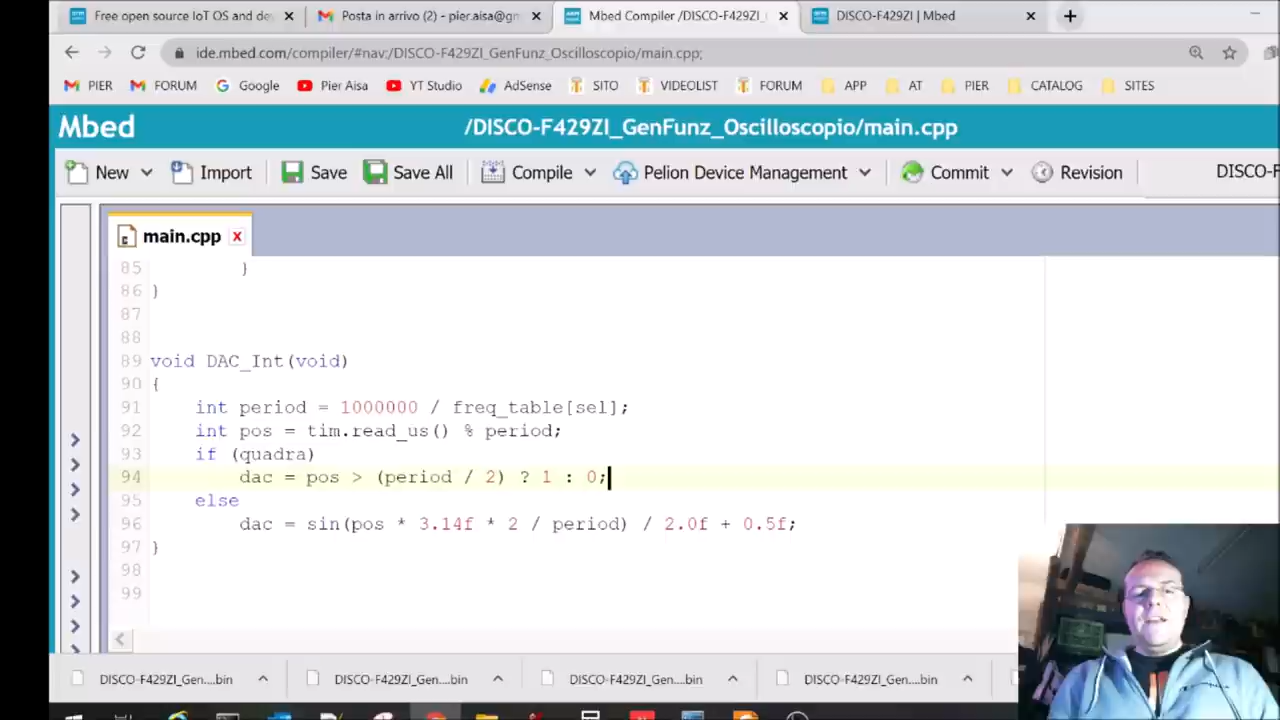 Free open source IoT OS and de
Posta in arrivo (2) - pier.aisa@gm
Mbed Compiler /DISCO-F429ZI_
DISCO-F429ZI | Mbed
ide.mbed.com/compiler/#nav:/DISCO-F429ZI_GenFunz_Oscilloscopio/main.cpp;
PIER FORUM Google Pier Aisa YT Studio AdSense SITO VIDEOLIST FORUM APP AT PIER CATALOG SITES
Mbed
/DISCO-F429ZI_GenFunz_Oscilloscopio/main.cpp
New Import Save Save All Compile Pelion Device Management Commit Revision DISCO-F
main.cpp x
85 }
86 }
87
88
89 void DAC_Int(void)
90 {
91 int period = 1000000 / freq_table[sel];
92 int pos = tim.read_us() % period;
93 if (quadra)
94 dac = pos > (period / 2) ? 1 : 0;
95 else
96 dac = sin(pos * 3.14f * 2 / period) / 2.0f + 0.5f;
97 }
98
99
DISCO-F429ZI_Gen....bin DISCO-F429ZI_Gen....bin DISCO-F429ZI_Gen....bin DISCO-F429ZI_Gen....bin